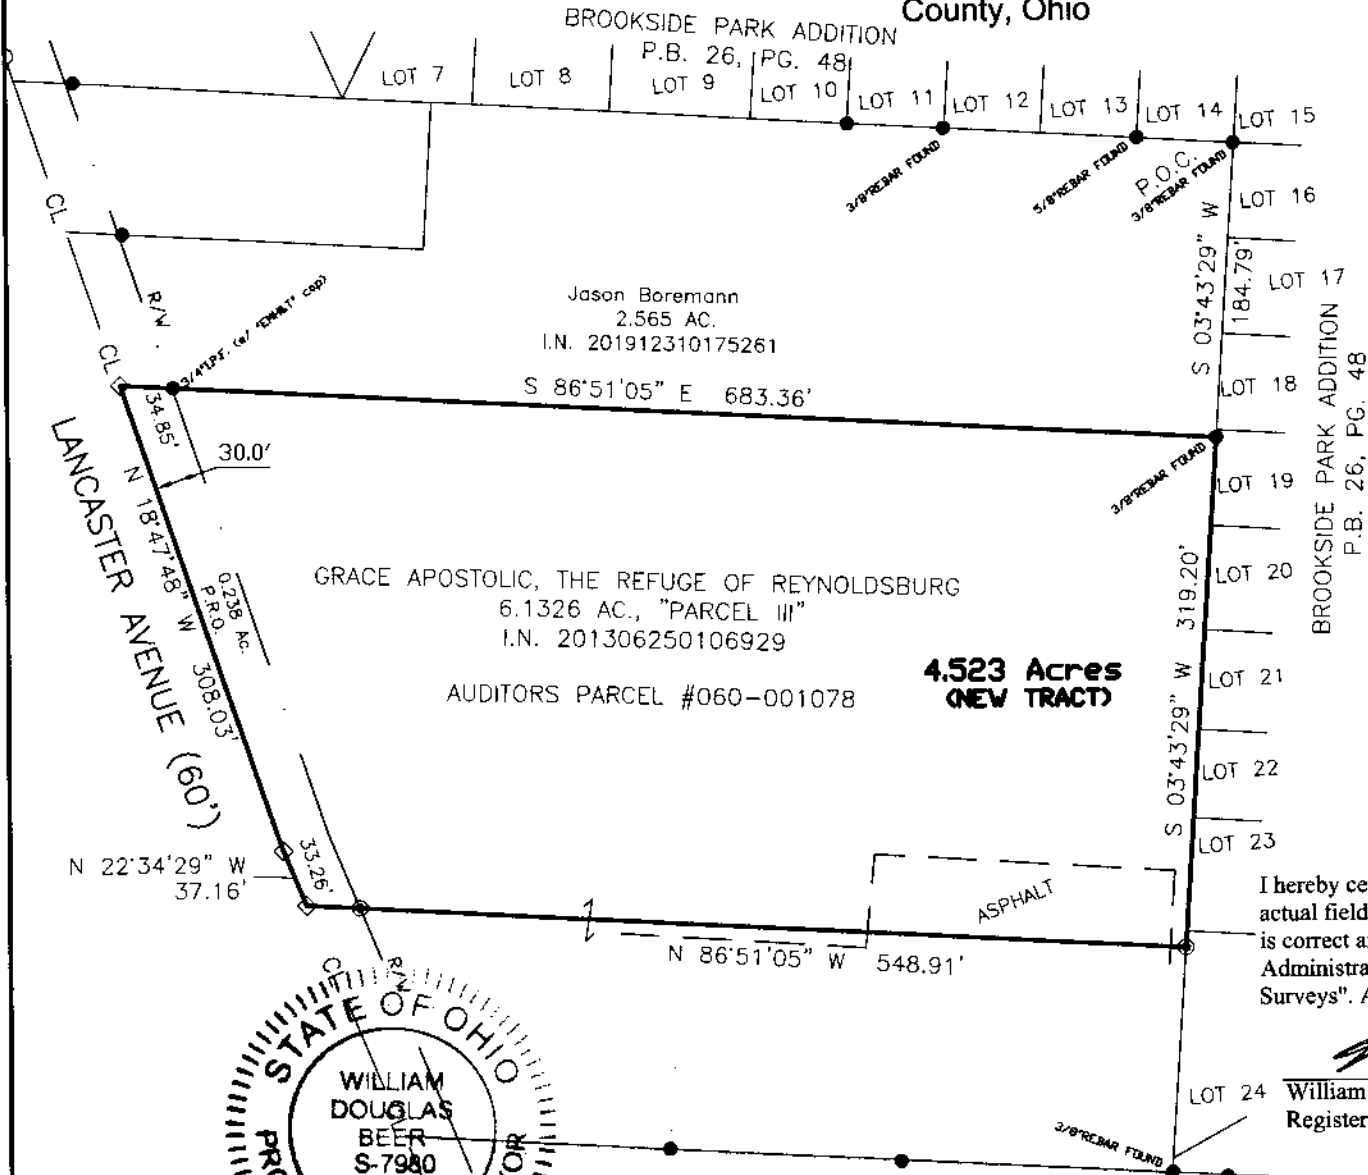 County, Ohio
BROOKSIDE PARK ADDITION
P.B. 26, PG. 48
LOT 7
LOT 8
LOT 9
LOT 10
LOT 11
LOT 12
LOT 13
LOT 14
LOT 15
3/8"REBAR FOUND
5/8"REBAR FOUND
P.O.C.
3/8"REBAR FOUND
LOT 16
LOT 17
LOT 18
S 03°43'29" W
184.79'
CL
R/W
CL
3/4"I.P.F. (w/ "EMH&T" cap)
Jason Boremann
2.565 AC.
I.N. 201912310175261
S 86°51'05" E 683.36'
34.85'
30.0'
3/8"REBAR FOUND
BROOKSIDE PARK ADDITION
P.B. 26, PG. 48
LANCASTER AVENUE (60')
N 18°47'48" W 308.03'
0.238 Ac.
P.R.O.
GRACE APOSTOLIC, THE REFUGE OF REYNOLDSBURG
6.1326 AC., "PARCEL III"
I.N. 201306250106929
AUDITORS PARCEL #060-001078
4.523 Acres
(NEW TRACT)
S 03°43'29" W 319.20'
LOT 19
LOT 20
LOT 21
LOT 22
LOT 23
N 22°34'29" W
37.16'
33.26'
ASPHALT
N 86°51'05" W 548.91'
R/W
I hereby ce
actual field
is correct a
Administra
Surveys". A
STATE OF OHIO
WILLIAM
DOUGLAS
BEER
S-7980
LOT 24
3/8"REBAR FOUND
William
Register